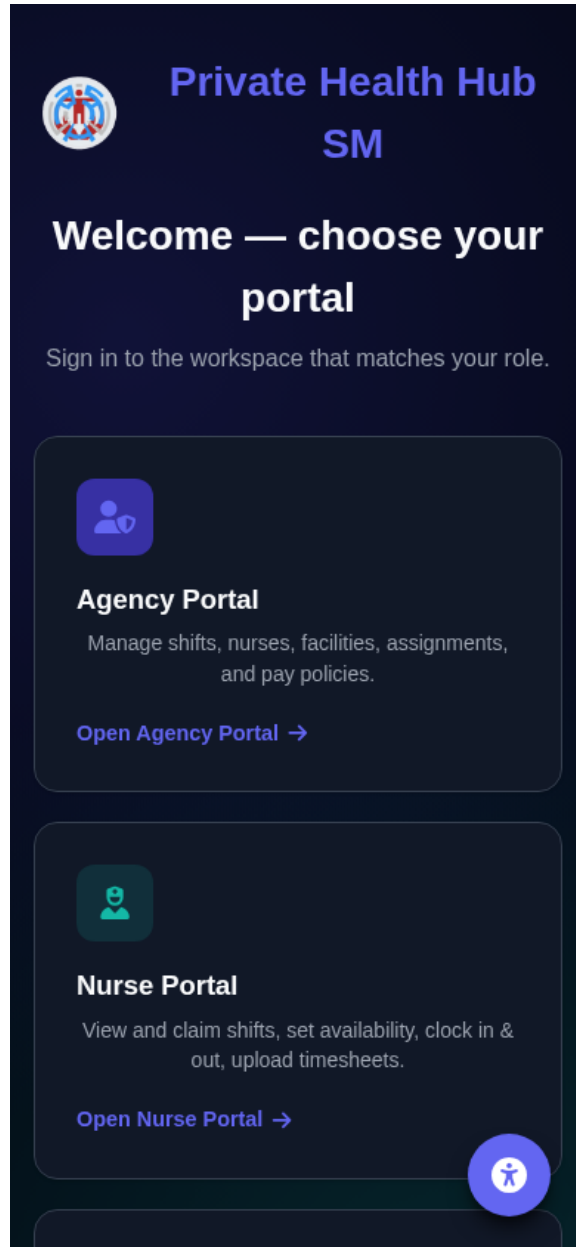 Private Health Hub
SM
Welcome — choose your
portal
Sign in to the workspace that matches your role.
Agency Portal
Manage shifts, nurses, facilities, assignments,
and pay policies.
Open Agency Portal →
Nurse Portal
View and claim shifts, set availability, clock in &
out, upload timesheets.
Open Nurse Portal →